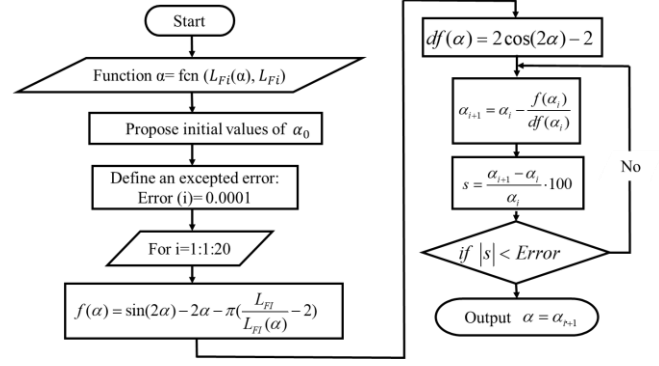 Start
Function α= fcn (L_Fi(α), L_Fi)
Propose initial values of α₀
Define an excepted error:
Error (i)= 0.0001
For i=1:1:20
f(α) = sin(2α) − 2α − π(L_FI / L_FI(α) − 2)
df(α) = 2cos(2α) − 2
α_{i+1} = α_i − f(α_i) / df(α_i)
s = (α_{i+1} − α_i) / α_i · 100
No
if |s| < Error
Output α = α_{i+1}